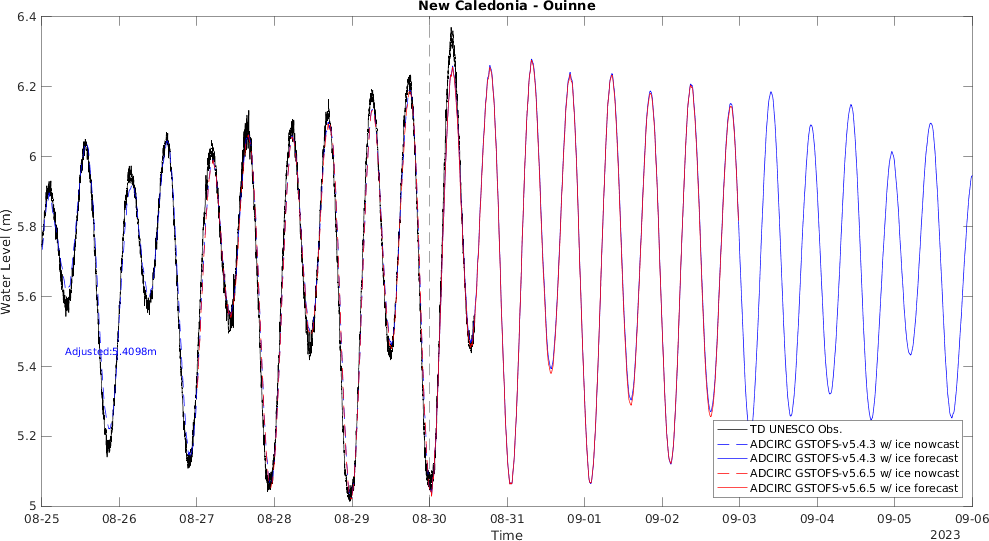 New Caledonia - Ouinne
6.4
6.2
6
5.8
5.6
5.4
5.2
5
Water Level (m)
Adjusted:5.4098m
TD UNESCO Obs.
ADCIRC GSTOFS-v5.4.3 w/ ice nowcast
ADCIRC GSTOFS-v5.4.3 w/ ice forecast
ADCIRC GSTOFS-v5.6.5 w/ ice nowcast
ADCIRC GSTOFS-v5.6.5 w/ ice forecast
08-25 08-26 08-27 08-28 08-29 08-30 08-31 09-01 09-02 09-03 09-04 09-05 09-06
Time
2023